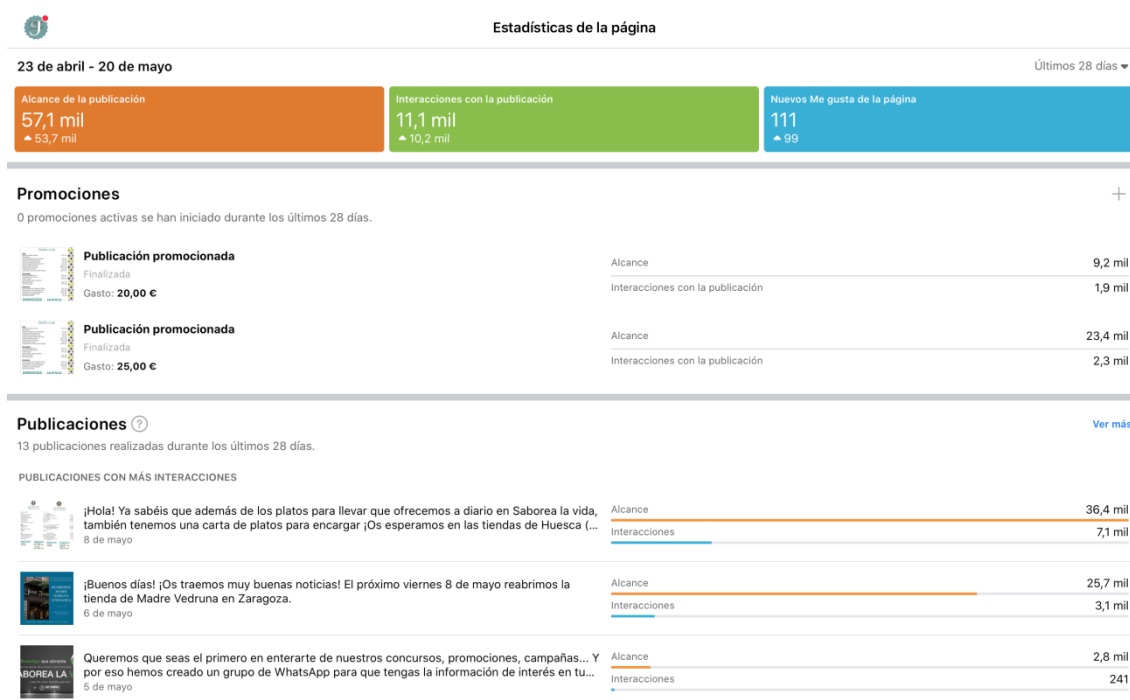 Estadísticas de la página
23 de abril - 20 de mayo
Últimos 28 días
Alcance de la publicación
57,1 mil
53,7 mil
Interacciones con la publicación
11,1 mil
10,2 mil
Nuevos Me gusta de la página
111
99
Promociones
0 promociones activas se han iniciado durante los últimos 28 días.
Publicación promocionada
Finalizada
Gasto: 20,00 €
Alcance 9,2 mil
Interacciones con la publicación 1,9 mil
Publicación promocionada
Finalizada
Gasto: 25,00 €
Alcance 23,4 mil
Interacciones con la publicación 2,3 mil
Publicaciones ?
Ver más
13 publicaciones realizadas durante los últimos 28 días.
PUBLICACIONES CON MÁS INTERACCIONES
¡Hola! Ya sabéis que además de los platos para llevar que ofrecemos a diario en Saborea la vida,
también tenemos una carta de platos para encargar ¡Os esperamos en las tiendas de Huesca (...
8 de mayo
Alcance 36,4 mil
Interacciones 7,1 mil
¡Buenos días! ¡Os traemos muy buenas noticias! El próximo viernes 8 de mayo reabrimos la
tienda de Madre Vedruna en Zaragoza.
6 de mayo
Alcance 25,7 mil
Interacciones 3,1 mil
Queremos que seas el primero en enterarte de nuestros concursos, promociones, campañas... Y
por eso hemos creado un grupo de WhatsApp para que tengas la información de interés en tu...
5 de mayo
Alcance 2,8 mil
Interacciones 241